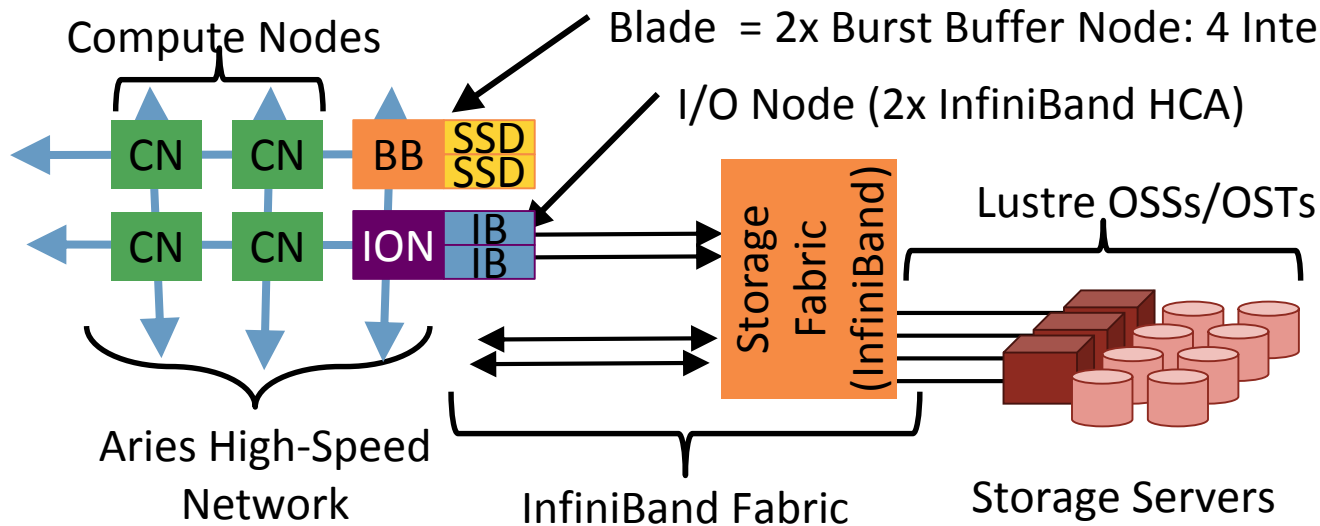 Compute Nodes
Blade = 2x Burst Buffer Node: 4 Inte
I/O Node (2x InfiniBand HCA)
CN
CN
BB
SSD
SSD
CN
CN
ION
IB
IB
Storage
Fabric
(InfiniBand)
Lustre OSSs/OSTs
Aries High-Speed
Network
InfiniBand Fabric
Storage Servers